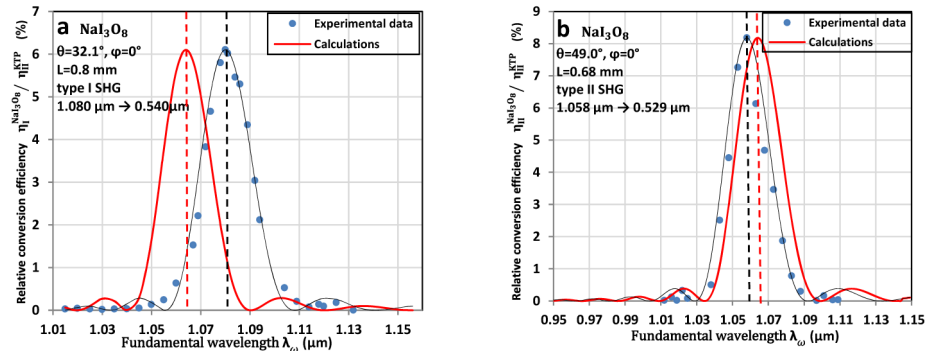 a NaI₃O₈
θ=32.1°, φ=0°
L=0.8 mm
type I SHG
1.080 µm → 0.540µm
Experimental data
Calculations
Relative conversion efficiency η_I^NaI₃O₈ / η_II^KTP (%)
7
6
5
4
3
2
1
0
1.01 1.03 1.05 1.07 1.09 1.11 1.13 1.15
Fundamental wavelength λ_ω (µm)
b NaI₃O₈
θ=49.0°, φ=0°
L=0.68 mm
type II SHG
1.058 µm → 0.529 µm
Experimental data
Calculations
Relative conversion efficiency η_II^NaI₃O₈ / η_II^KTP (%)
9
8
7
6
5
4
3
2
1
0
0.95 0.97 0.99 1.01 1.03 1.05 1.07 1.09 1.11 1.13 1.15
Fundamental wavelength λ_ω (µm)